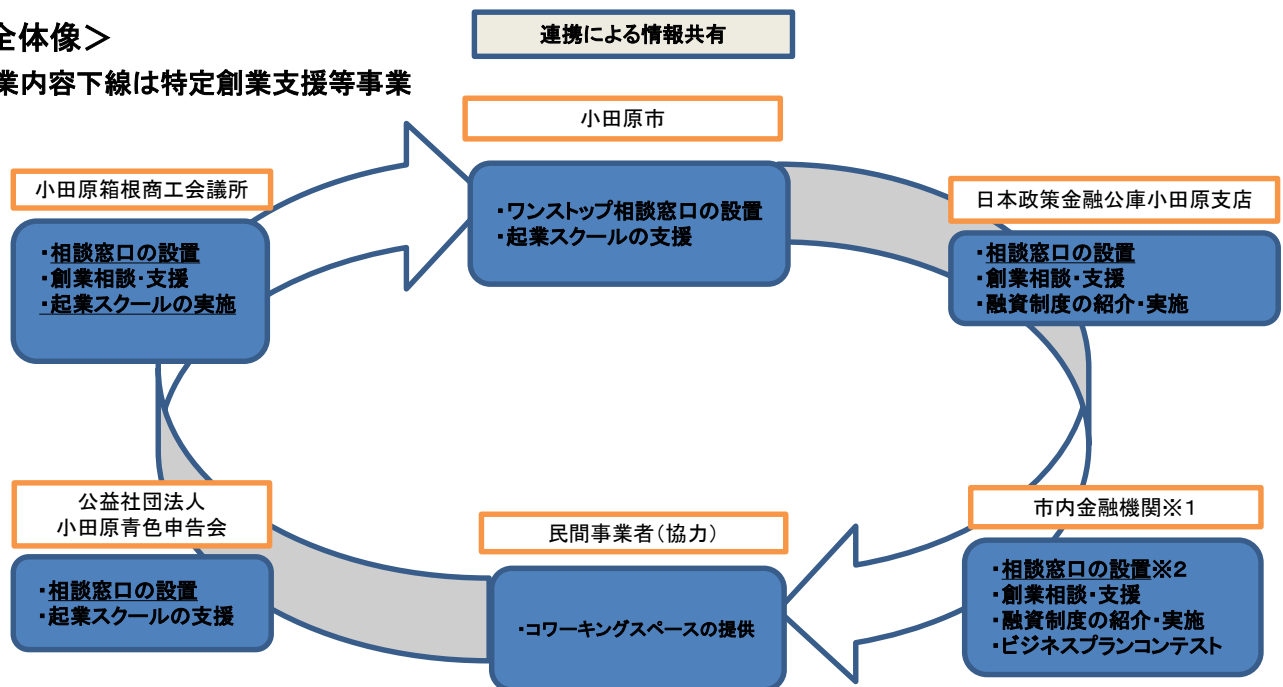 全体像＞
連携による情報共有
業内容下線は特定創業支援等事業
小田原市
・ワンストップ相談窓口の設置
・起業スクールの支援
小田原箱根商工会議所
・相談窓口の設置
・創業相談・支援
・起業スクールの実施
日本政策金融公庫小田原支店
・相談窓口の設置
・創業相談・支援
・融資制度の紹介・実施
公益社団法人
小田原青色申告会
・相談窓口の設置
・起業スクールの支援
民間事業者（協力）
・コワーキングスペースの提供
市内金融機関※１
・相談窓口の設置※2
・創業相談・支援
・融資制度の紹介・実施
・ビジネスプランコンテスト